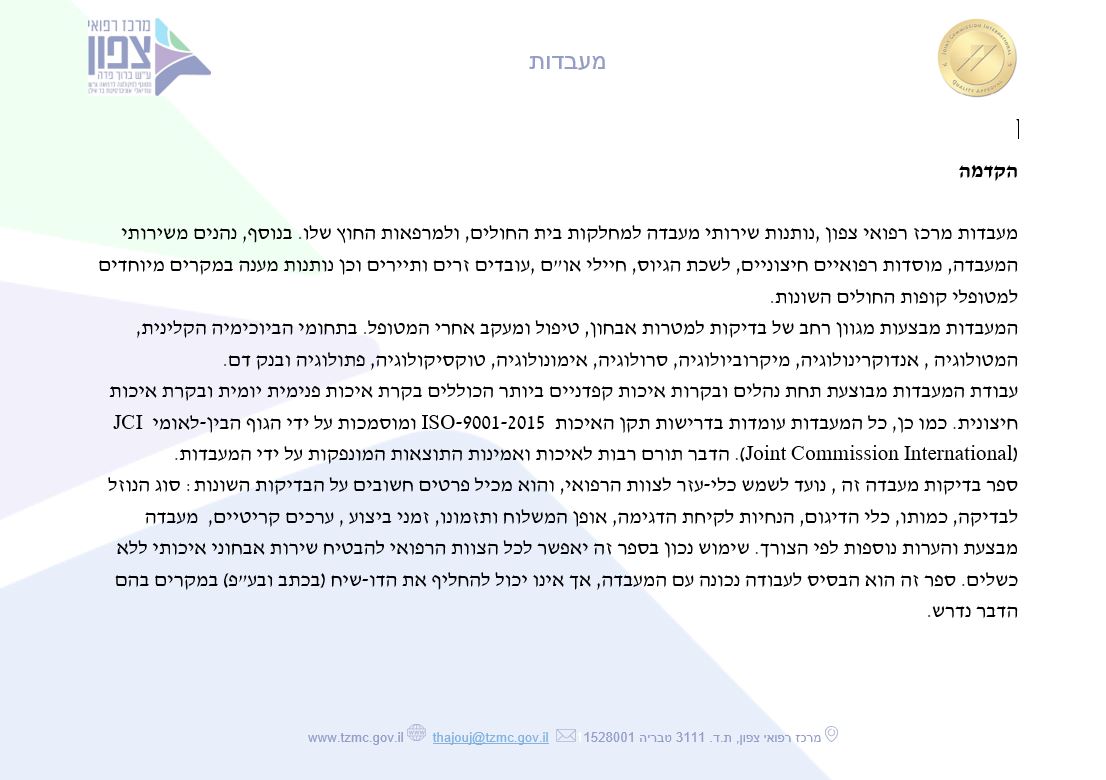 מרכז רפואי
צפון
ע"ש ברוך פדה
מעבדות
JOINT COMMISSION INTERNATIONAL
QUALITY APPROVAL
הקדמה
מעבדות מרכז רפואי צפון ,נותנות שירותי מעבדה למחלקות בית החולים, ולמרפאות החוץ שלו. בנוסף, נהנים משירותי
המעבדה, מוסדות רפואיים חיצוניים, לשכת הגיוס, חיילי או"ם ,עובדים זרים ותיירים וכן נותנות מענה במקרים מיוחדים
למטופלי קופות החולים השונות.
המעבדות מבצעות מגוון רחב של בדיקות למטרות אבחון, טיפול ומעקב אחרי המטופל. בתחומי הביוכימיה הקלינית,
המטולוגיה , אנדוקרינולוגיה, מיקרוביולוגיה, סרולוגיה, אימונולוגיה, טוקסיקולוגיה, פתולוגיה ובנק דם.
עבודת המעבדות מבוצעת תחת נהלים ובקרות איכות קפדניים ביותר הכוללים בקרת איכות פנימית יומית ובקרת איכות
חיצונית. כמו כן, כל המעבדות עומדות בדרישות תקן האיכות ISO-9001-2015 ומוסמכות על ידי הגוף הבין-לאומי JCI
(Joint Commission International). הדבר תורם רבות לאיכות ואמינות התוצאות המונפקות על ידי המעבדות.
ספר בדיקות מעבדה זה , נועד לשמש כלי-עזר לצוות הרפואי, והוא מכיל פרטים חשובים על הבדיקות השונות: סוג הנוזל
לבדיקה, כמותו, כלי הדיגום, הנחיות לקיחת הדגימה, אופן המשלוח ותזמונו, זמני ביצוע , ערכים קריטיים, מעבדה
מבצעת והערות נוספות לפי הצורך. שימוש נכון בספר זה יאפשר לכל הצוות הרפואי להבטיח שירות אבחוני איכותי ללא
כשלים. ספר זה הוא הבסיס לעבודה נכונה עם המעבדה, אך אינו יכול להחליף את הדו-שיח (בכתב ובע"פ) במקרים בהם
הדבר נדרש.
מרכז רפואי צפון, ת.ד. 3111 טבריה 1528001 thajouj@tzmc.gov.il www.tzmc.gov.il